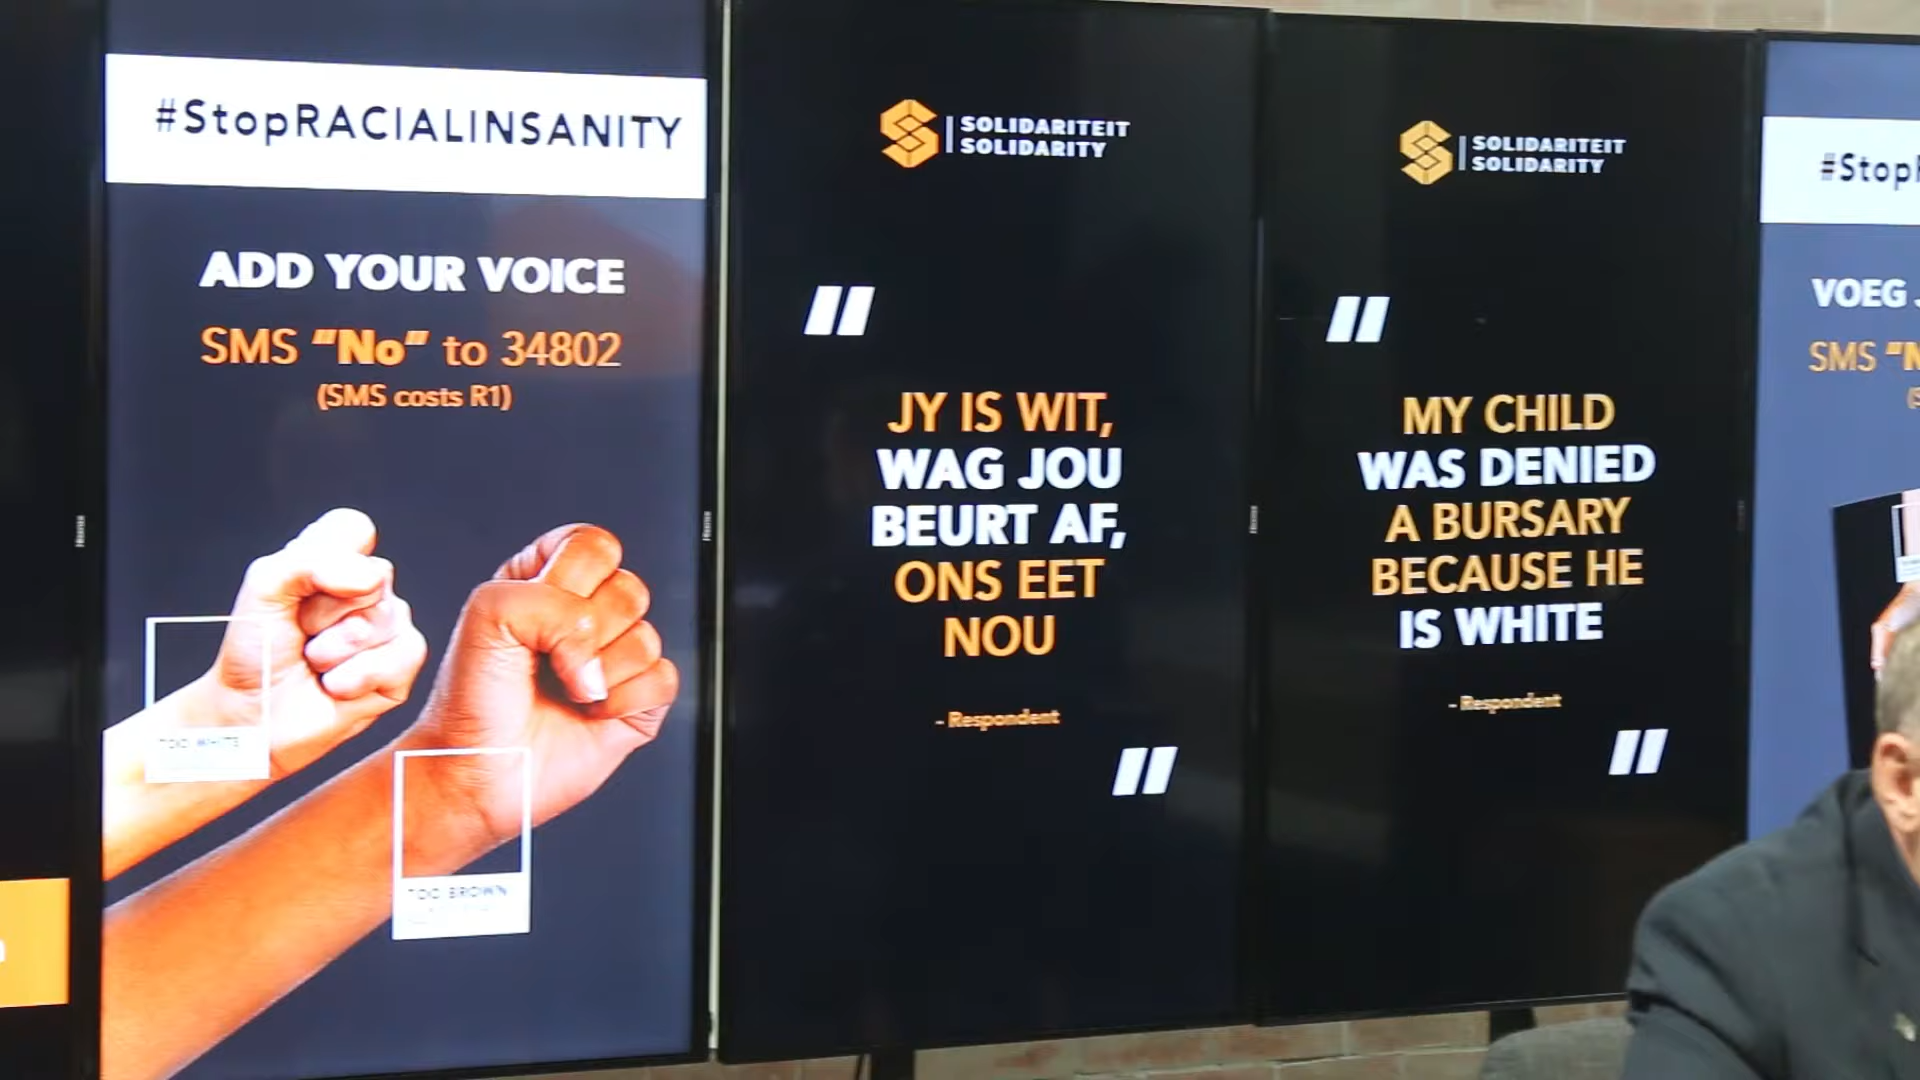 #StopRACIALINSANITY
ADD YOUR VOICE
SMS "No" to 34802
(SMS costs R1)
TOO WHITE
TOO BROWN
SOLIDARITEIT
SOLIDARITY
"
JY IS WIT,
WAG JOU
BEURT AF,
ONS EET
NOU
- Respondent
"
SOLIDARITEIT
SOLIDARITY
"
MY CHILD
WAS DENIED
A BURSARY
BECAUSE HE
IS WHITE
- Respondent
"
#Stop
VOEG
SMS